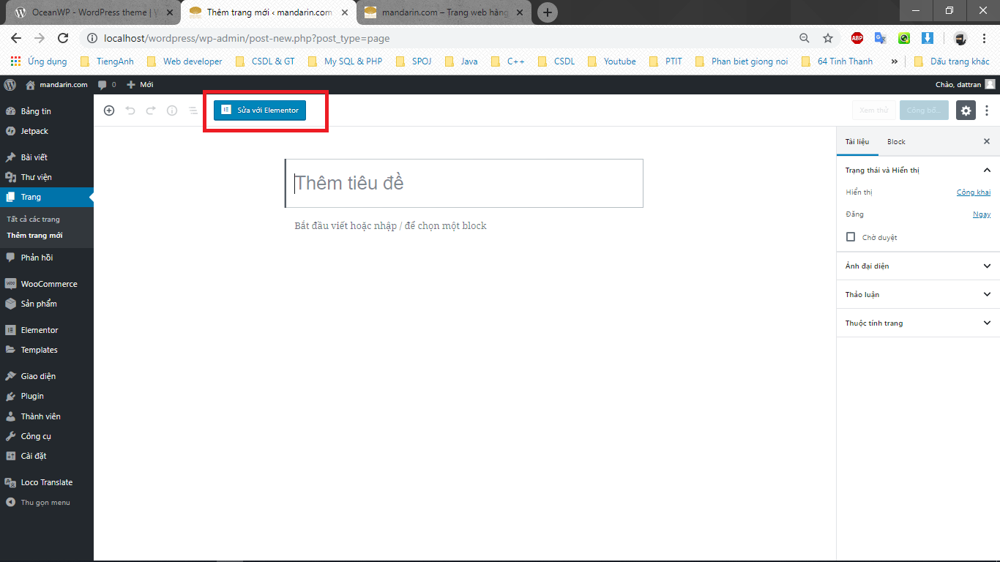 OceanWP - WordPress theme | W
Thêm trang mới ‹ mandarin.com
mandarin.com – Trang web hàng
localhost/wordpress/wp-admin/post-new.php?post_type=page
ABP
Ứng dụng
TiengAnh
Web developer
CSDL & GT
My SQL & PHP
SPOJ
Java
C++
CSDL
Youtube
PTIT
Phan biet giong noi
64 Tinh Thanh
»
Dấu trang khác
mandarin.com
0
Mới
Chào, dattran
Bảng tin
Jetpack
Bài viết
Thư viện
Trang
Tất cả các trang
Thêm trang mới
Phản hồi
WooCommerce
Sản phẩm
Elementor
Templates
Giao diện
Plugin
Thành viên
Công cụ
Cài đặt
Loco Translate
Thu gọn menu
Sửa với Elementor
Xem thử
Công bố...
Thêm tiêu đề
Bắt đầu viết hoặc nhập / để chọn một block
Tài liệu
Block
Trạng thái và Hiển thị
Hiển thị
Công khai
Đăng
Ngay
Chờ duyệt
Ảnh đại diện
Thảo luận
Thuộc tính trang